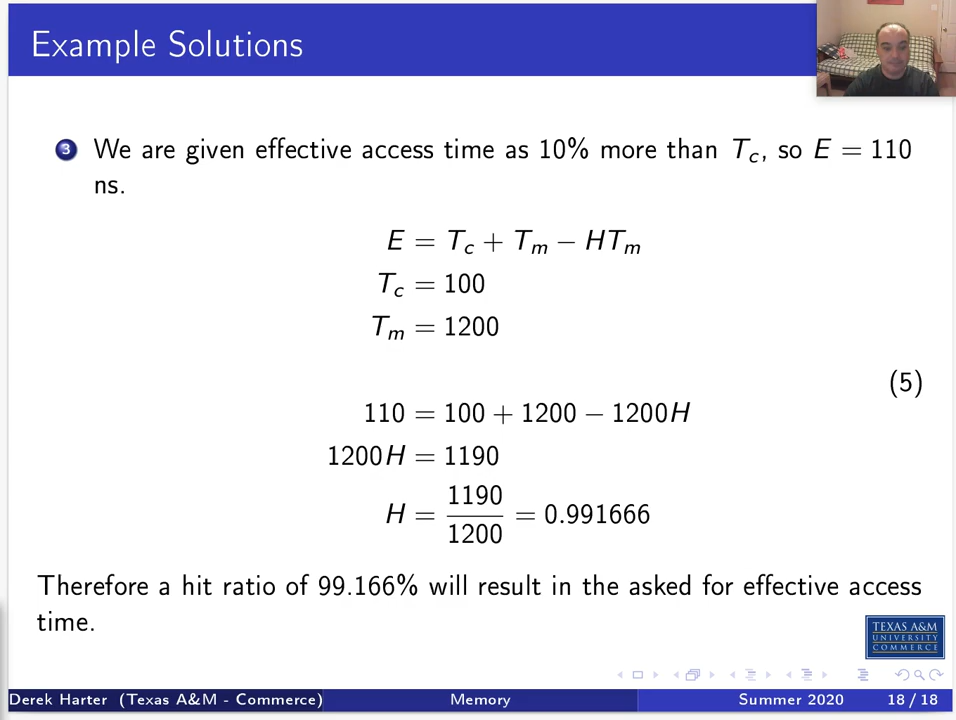 Example Solutions
3 We are given effective access time as 10% more than T_c, so E = 110
ns.
E = T_c + T_m − HT_m
T_c = 100
T_m = 1200
(5)
110 = 100 + 1200 − 1200H
1200H = 1190
H = 1190/1200 = 0.991666
Therefore a hit ratio of 99.166% will result in the asked for effective access
time.
TEXAS A&M
UNIVERSITY
COMMERCE
Derek Harter (Texas A&M - Commerce) Memory Summer 2020 18 / 18